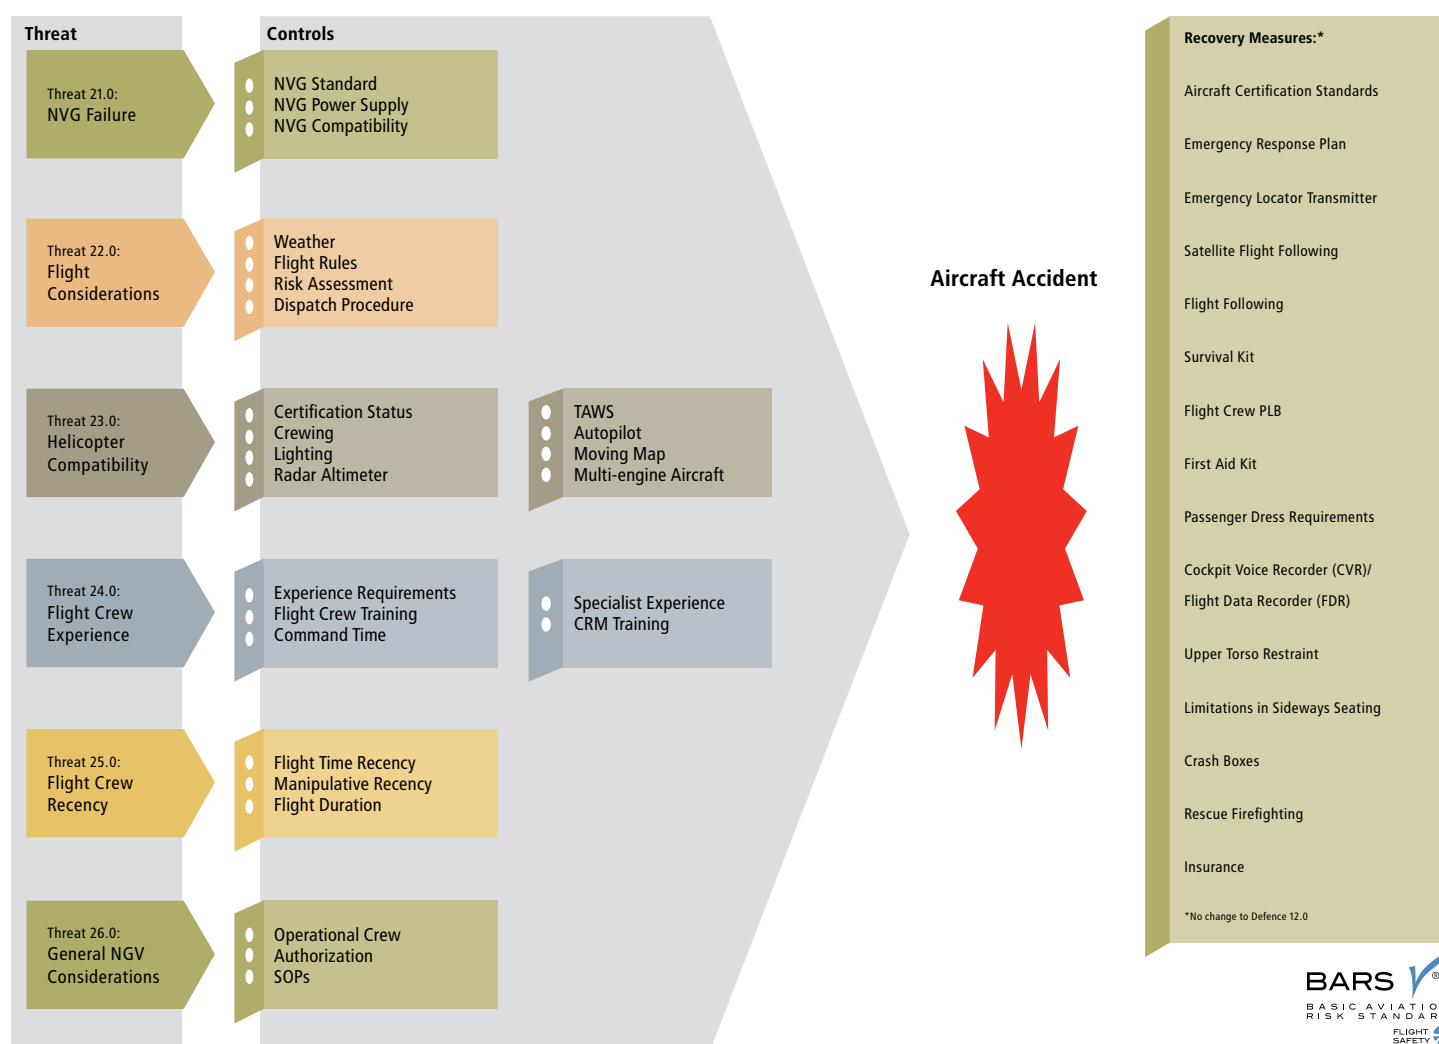 Threat
Controls
Threat 21.0:
NVG Failure
NVG Standard
NVG Power Supply
NVG Compatibility
Threat 22.0:
Flight
Considerations
Weather
Flight Rules
Risk Assessment
Dispatch Procedure
Threat 23.0:
Helicopter
Compatibility
Certification Status
Crewing
Lighting
Radar Altimeter
TAWS
Autopilot
Moving Map
Multi-engine Aircraft
Threat 24.0:
Flight Crew
Experience
Experience Requirements
Flight Crew Training
Command Time
Specialist Experience
CRM Training
Threat 25.0:
Flight Crew
Recency
Flight Time Recency
Manipulative Recency
Flight Duration
Threat 26.0:
General NGV
Considerations
Operational Crew
Authorization
SOPs
Aircraft Accident
Recovery Measures:*
Aircraft Certification Standards
Emergency Response Plan
Emergency Locator Transmitter
Satellite Flight Following
Flight Following
Survival Kit
Flight Crew PLB
First Aid Kit
Passenger Dress Requirements
Cockpit Voice Recorder (CVR)/
Flight Data Recorder (FDR)
Upper Torso Restraint
Limitations in Sideways Seating
Crash Boxes
Rescue Firefighting
Insurance
*No change to Defence 12.0
BARS ®
BASIC AVIATIO
RISK STANDAR
FLIGHT
SAFETY